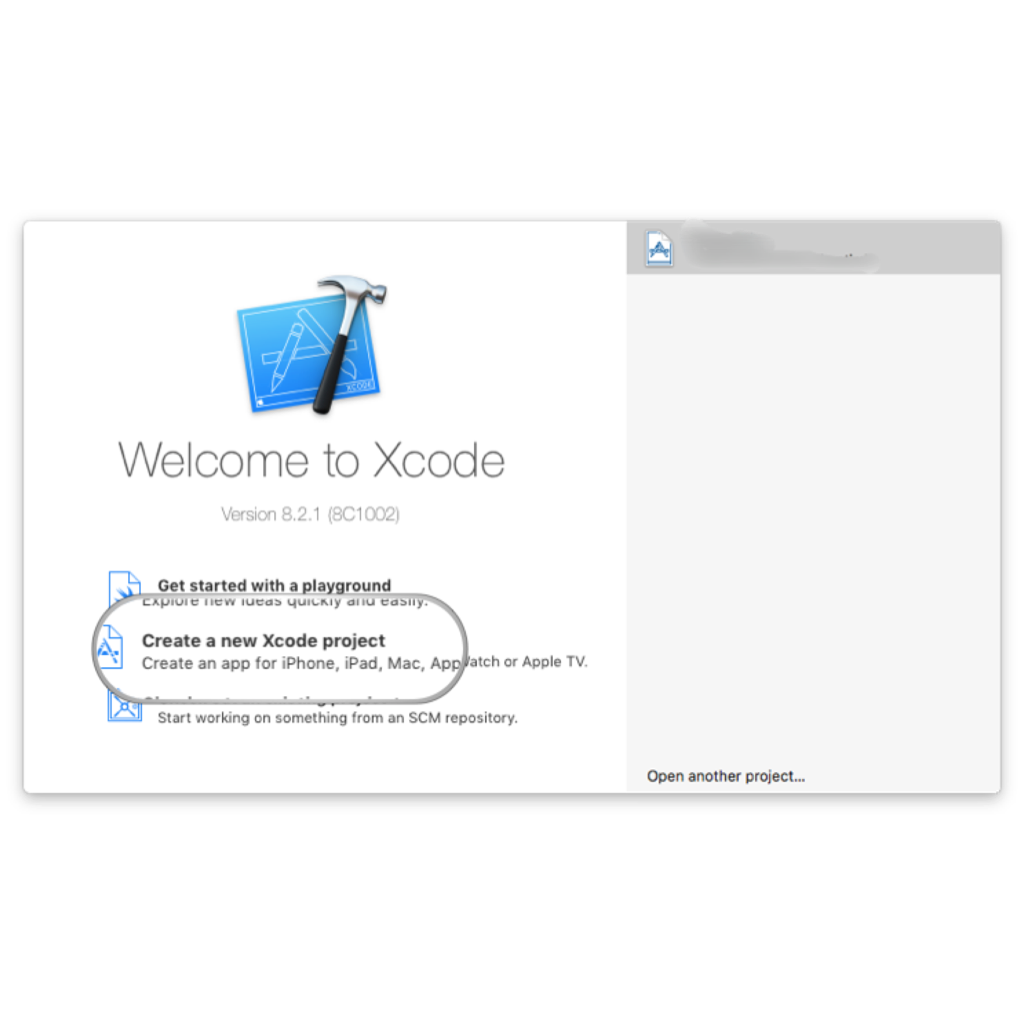 XCODE
Welcome to Xcode
Version 8.2.1 (8C1002)
Get started with a playground
Explore new ideas quickly and easily.
Create a new Xcode project
Create an app for iPhone, iPad, Mac, App Watch or Apple TV.
Start working on something from an SCM repository.
Open another project...